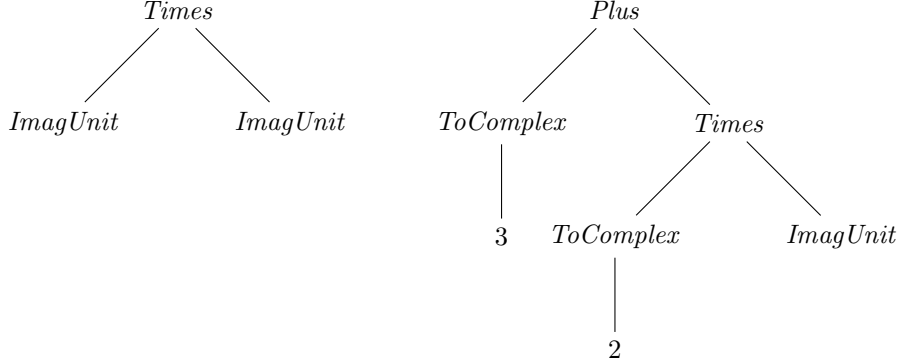 Times Plus
ImagUnit ImagUnit ToComplex Times
3 ToComplex ImagUnit
2